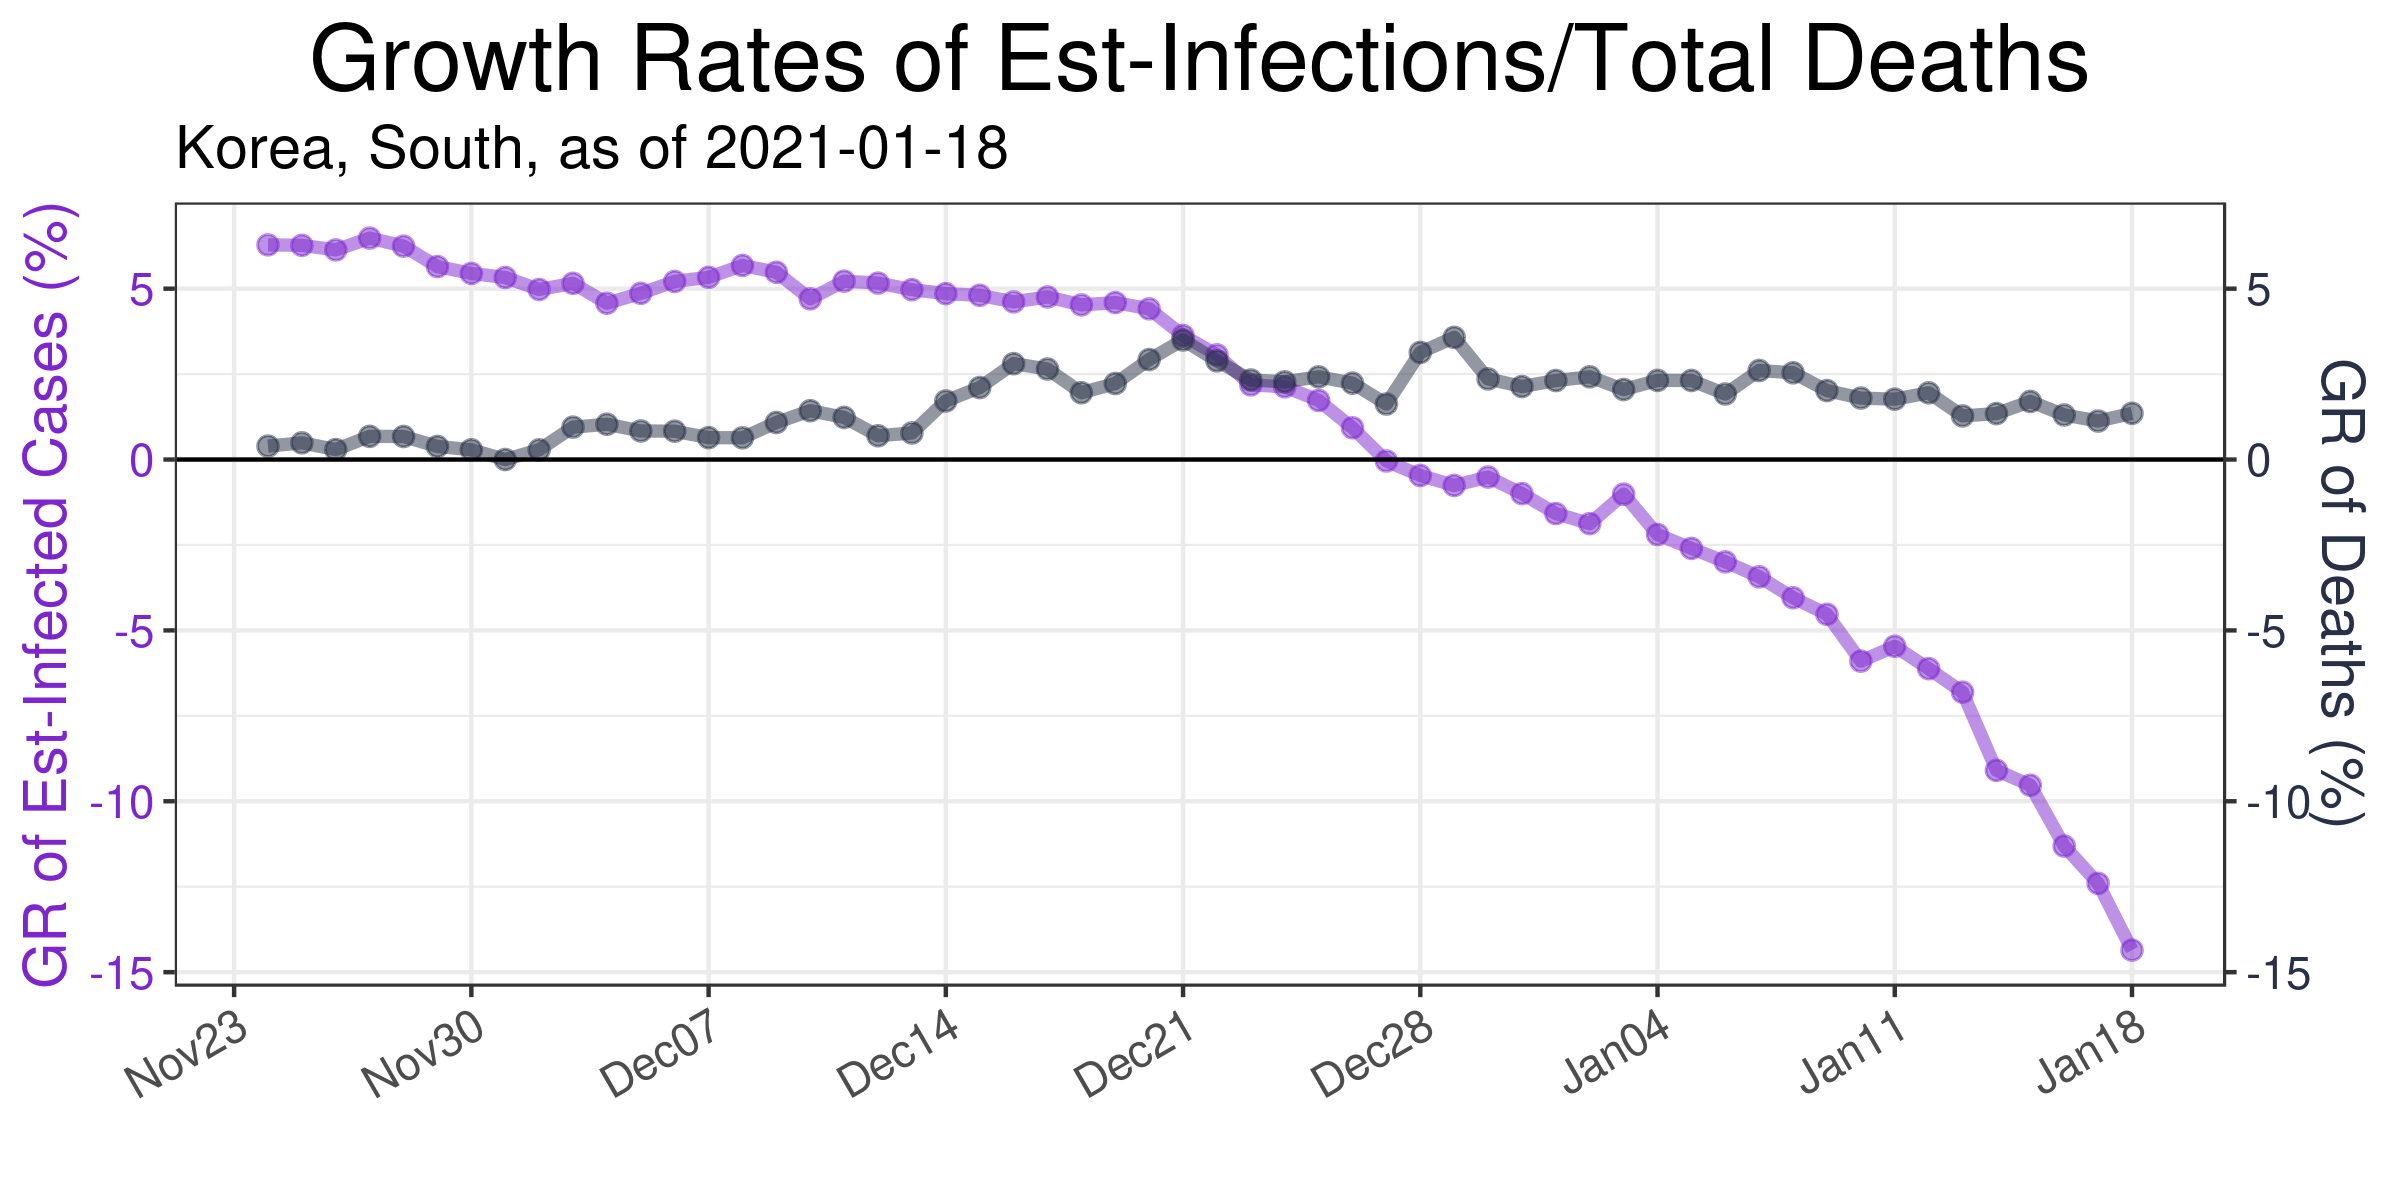 Growth Rates of Est-Infections/Total Deaths
Korea, South, as of 2021-01-18
GR of Est-Infected Cases (%)
5
0
-5
-10
-15
5
0
-5
-10
-15
GR of Deaths (%)
Nov23
Nov30
Dec07
Dec14
Dec21
Dec28
Jan04
Jan11
Jan18